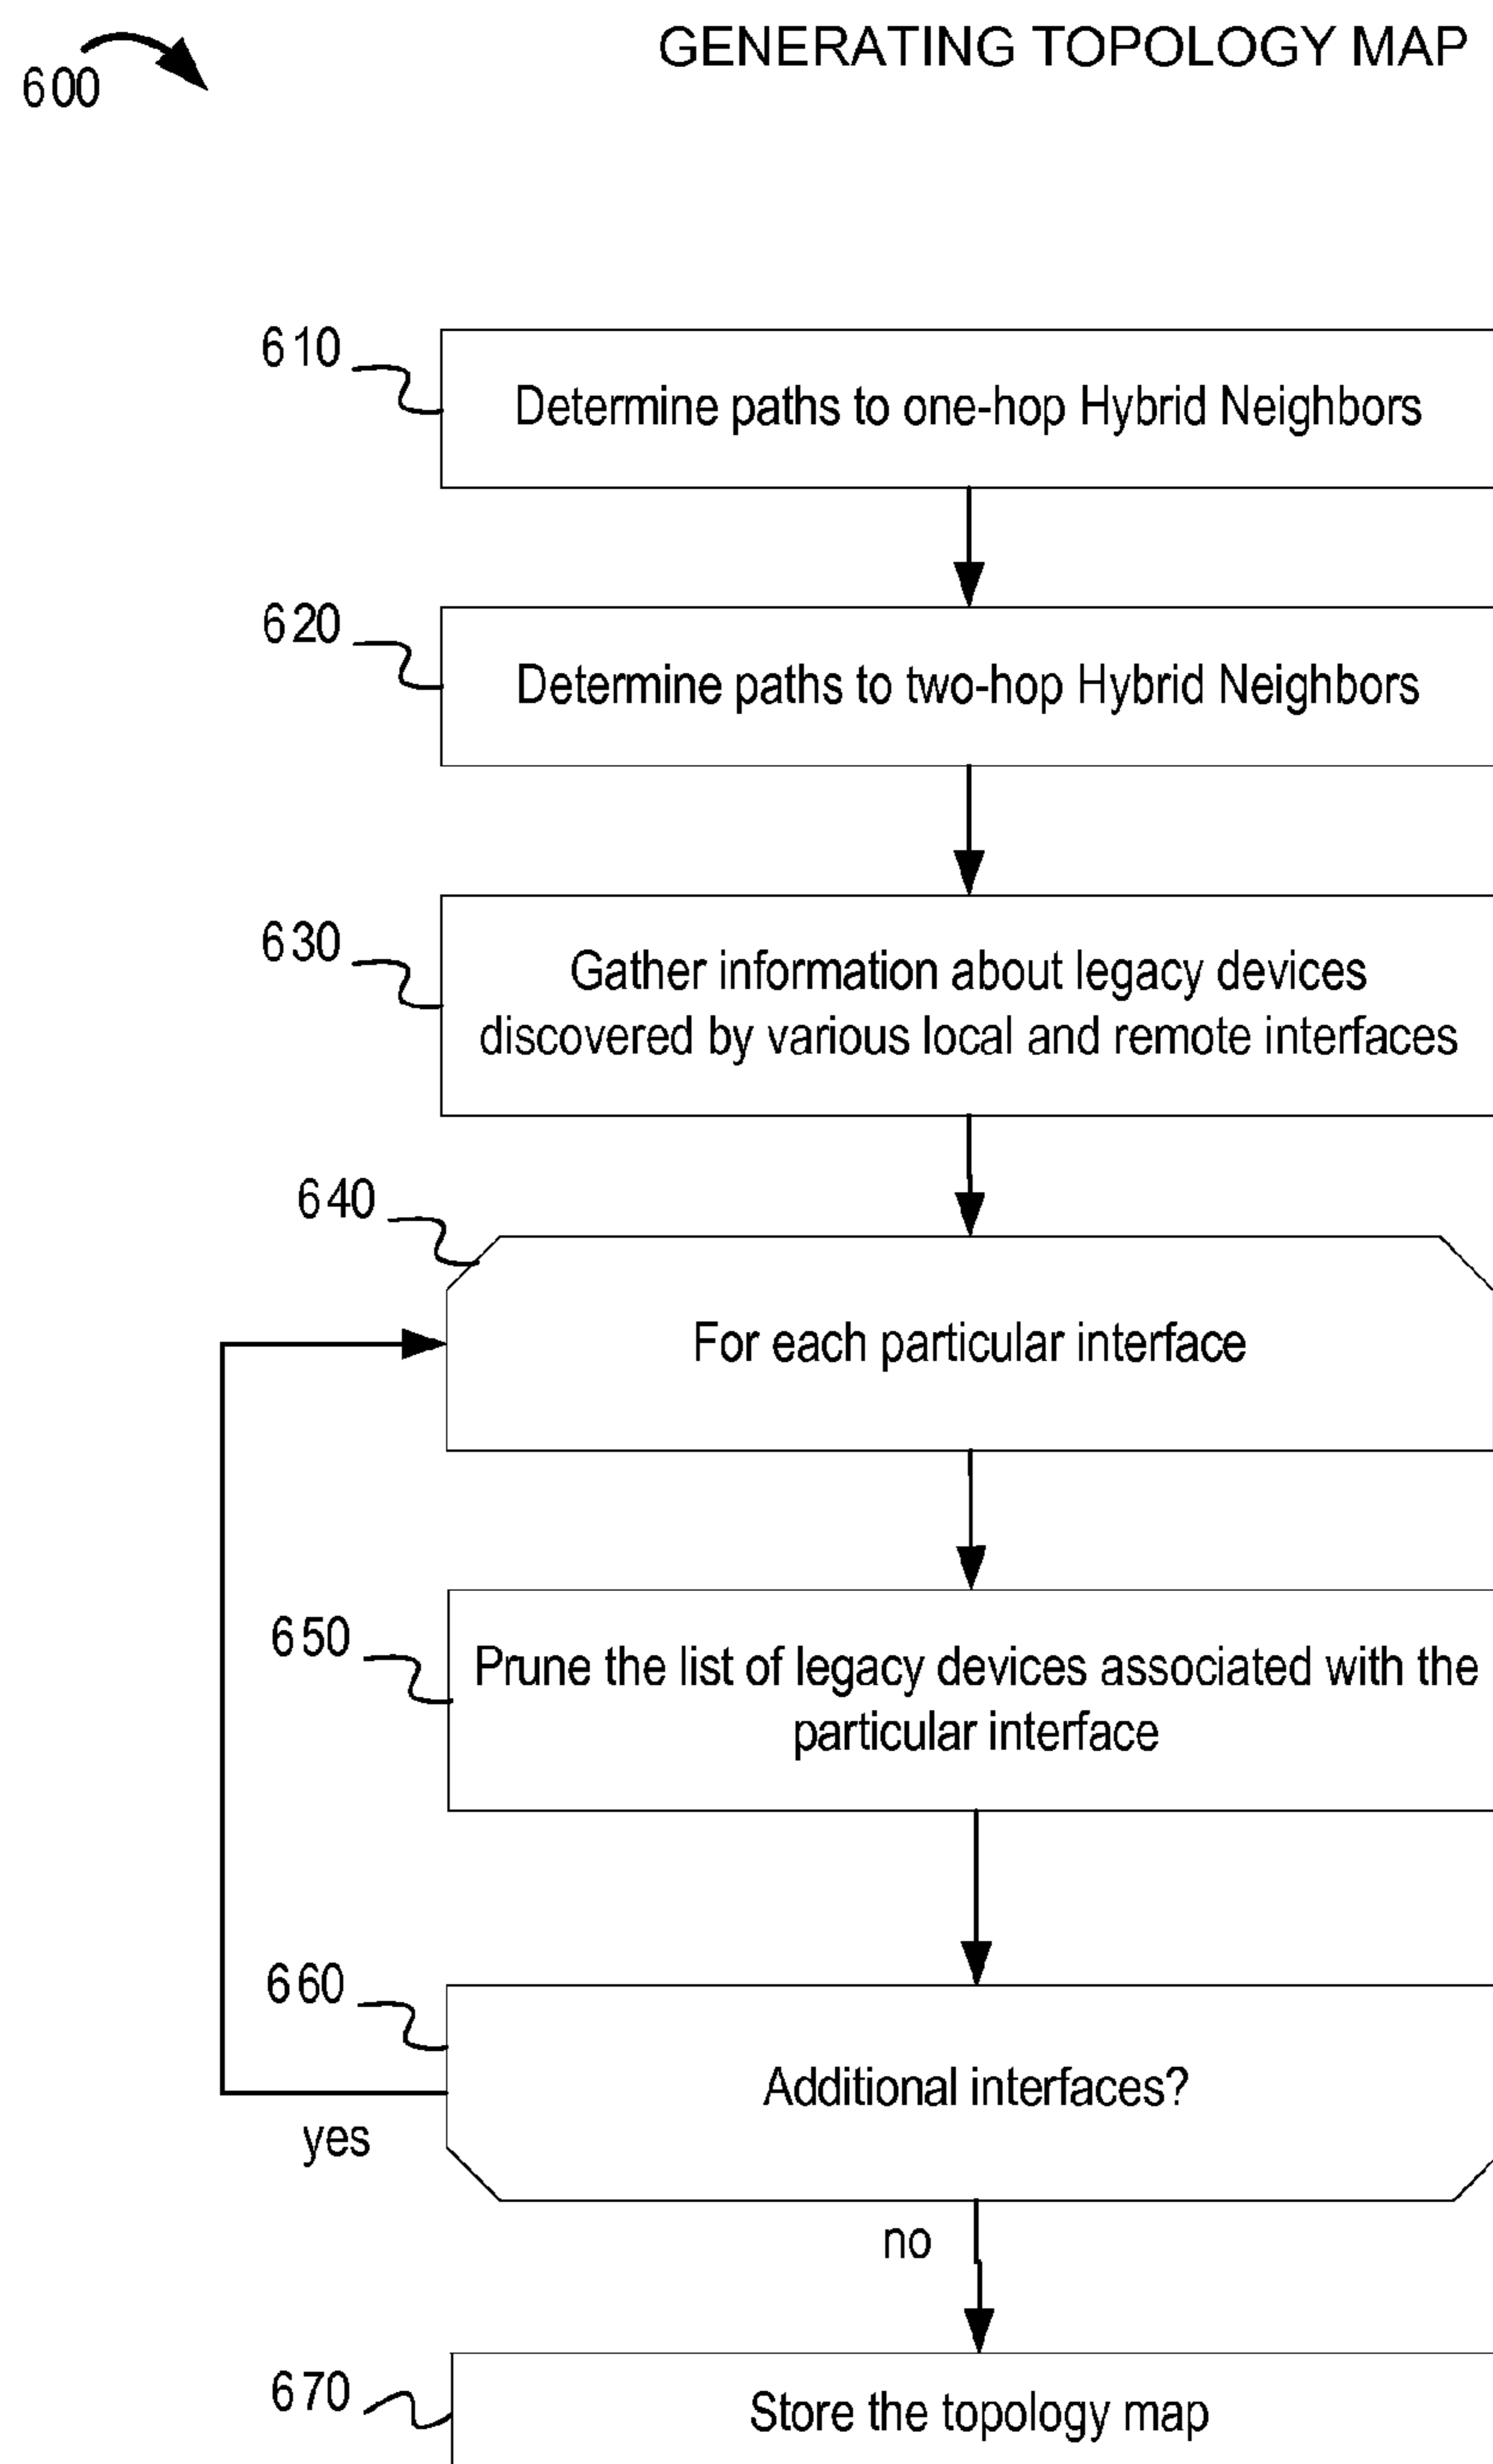 GENERATING TOPOLOGY MAP
600
610
Determine paths to one-hop Hybrid Neighbors
620
Determine paths to two-hop Hybrid Neighbors
630
Gather information about legacy devices
discovered by various local and remote interfaces
640
For each particular interface
650
Prune the list of legacy devices associated with the
particular interface
660
Additional interfaces?
yes
no
670
Store the topology map